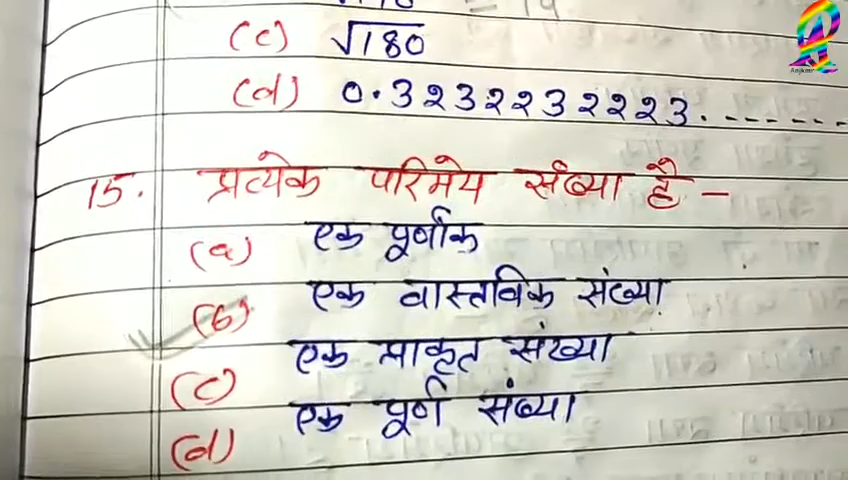 (c) √180
(d) 0.3232232223.-------
15. प्रत्येक परिमेय संख्या है -
(a) एक पूर्णांक
(b) एक वास्तविक संख्या
(c) एक प्राकृत संख्या
(d) एक पूर्ण संख्या